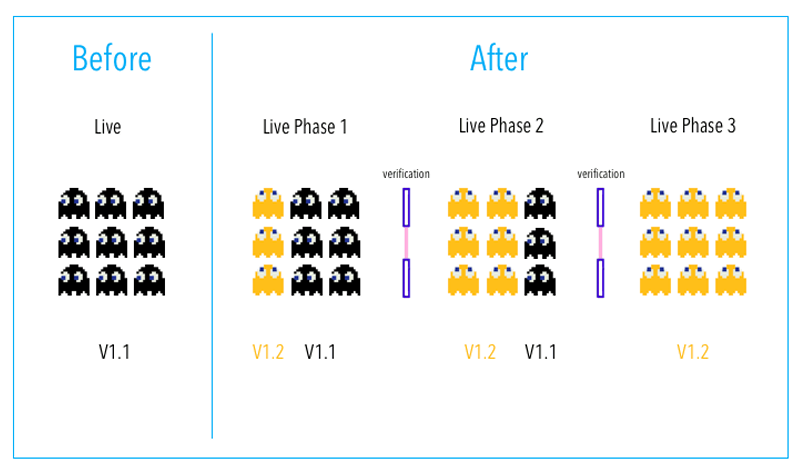 Before
After
Live
Live Phase 1
Live Phase 2
Live Phase 3
verification
verification
V1.1
V1.2 V1.1
V1.2 V1.1
V1.2